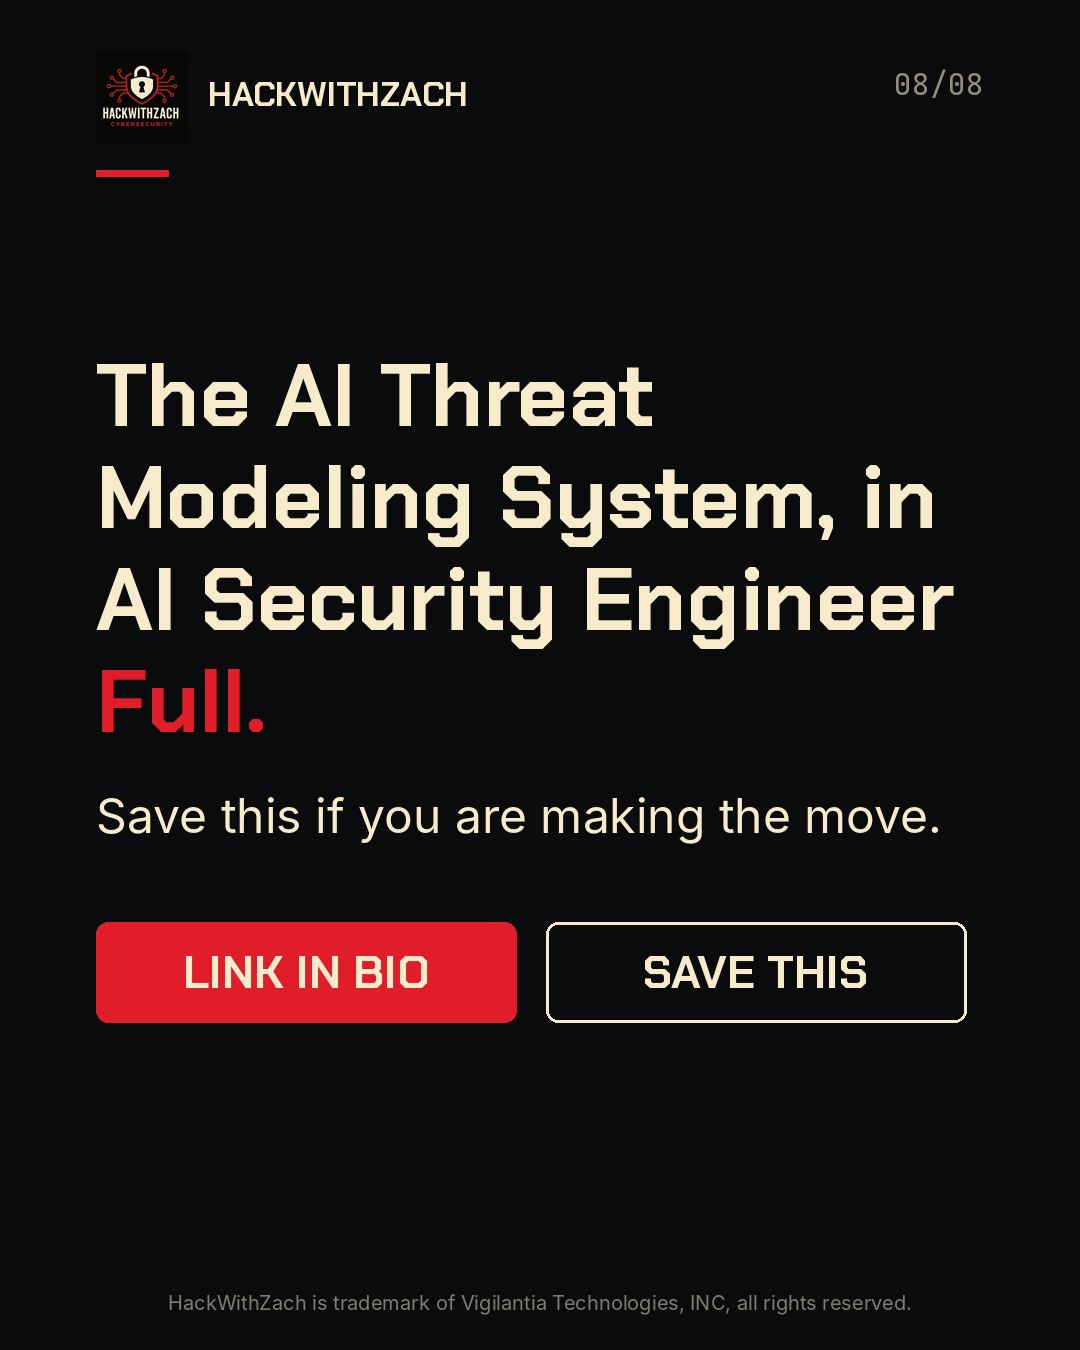 HACKWITHZACH
CYBERSECURITY
HACKWITHZACH
08/08
The AI Threat
Modeling System, in
AI Security Engineer
Full.
Save this if you are making the move.
LINK IN BIO
SAVE THIS
HackWithZach is trademark of Vigilantia Technologies, INC, all rights reserved.